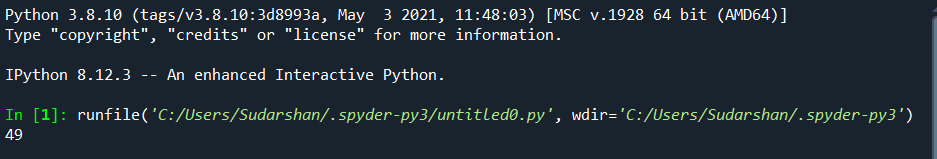 Python 3.8.10 (tags/v3.8.10:3d8993a, May  3 2021, 11:48:03) [MSC v.1928 64 bit (AMD64)]
Type "copyright", "credits" or "license" for more information.
IPython 8.12.3 -- An enhanced Interactive Python.
In [1]: runfile('C:/Users/Sudarshan/.spyder-py3/untitled0.py', wdir='C:/Users/Sudarshan/.spyder-py3')
49